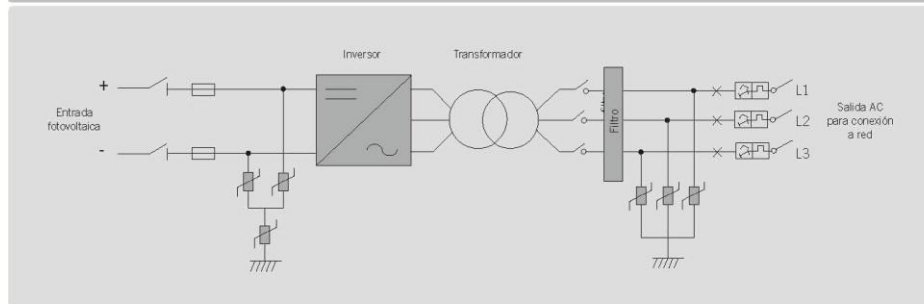 Inversor
Transformador
+
Entrada
fotovoltaica
-
Filtro
L1
L2
L3
Salida AC
para conexión
a red